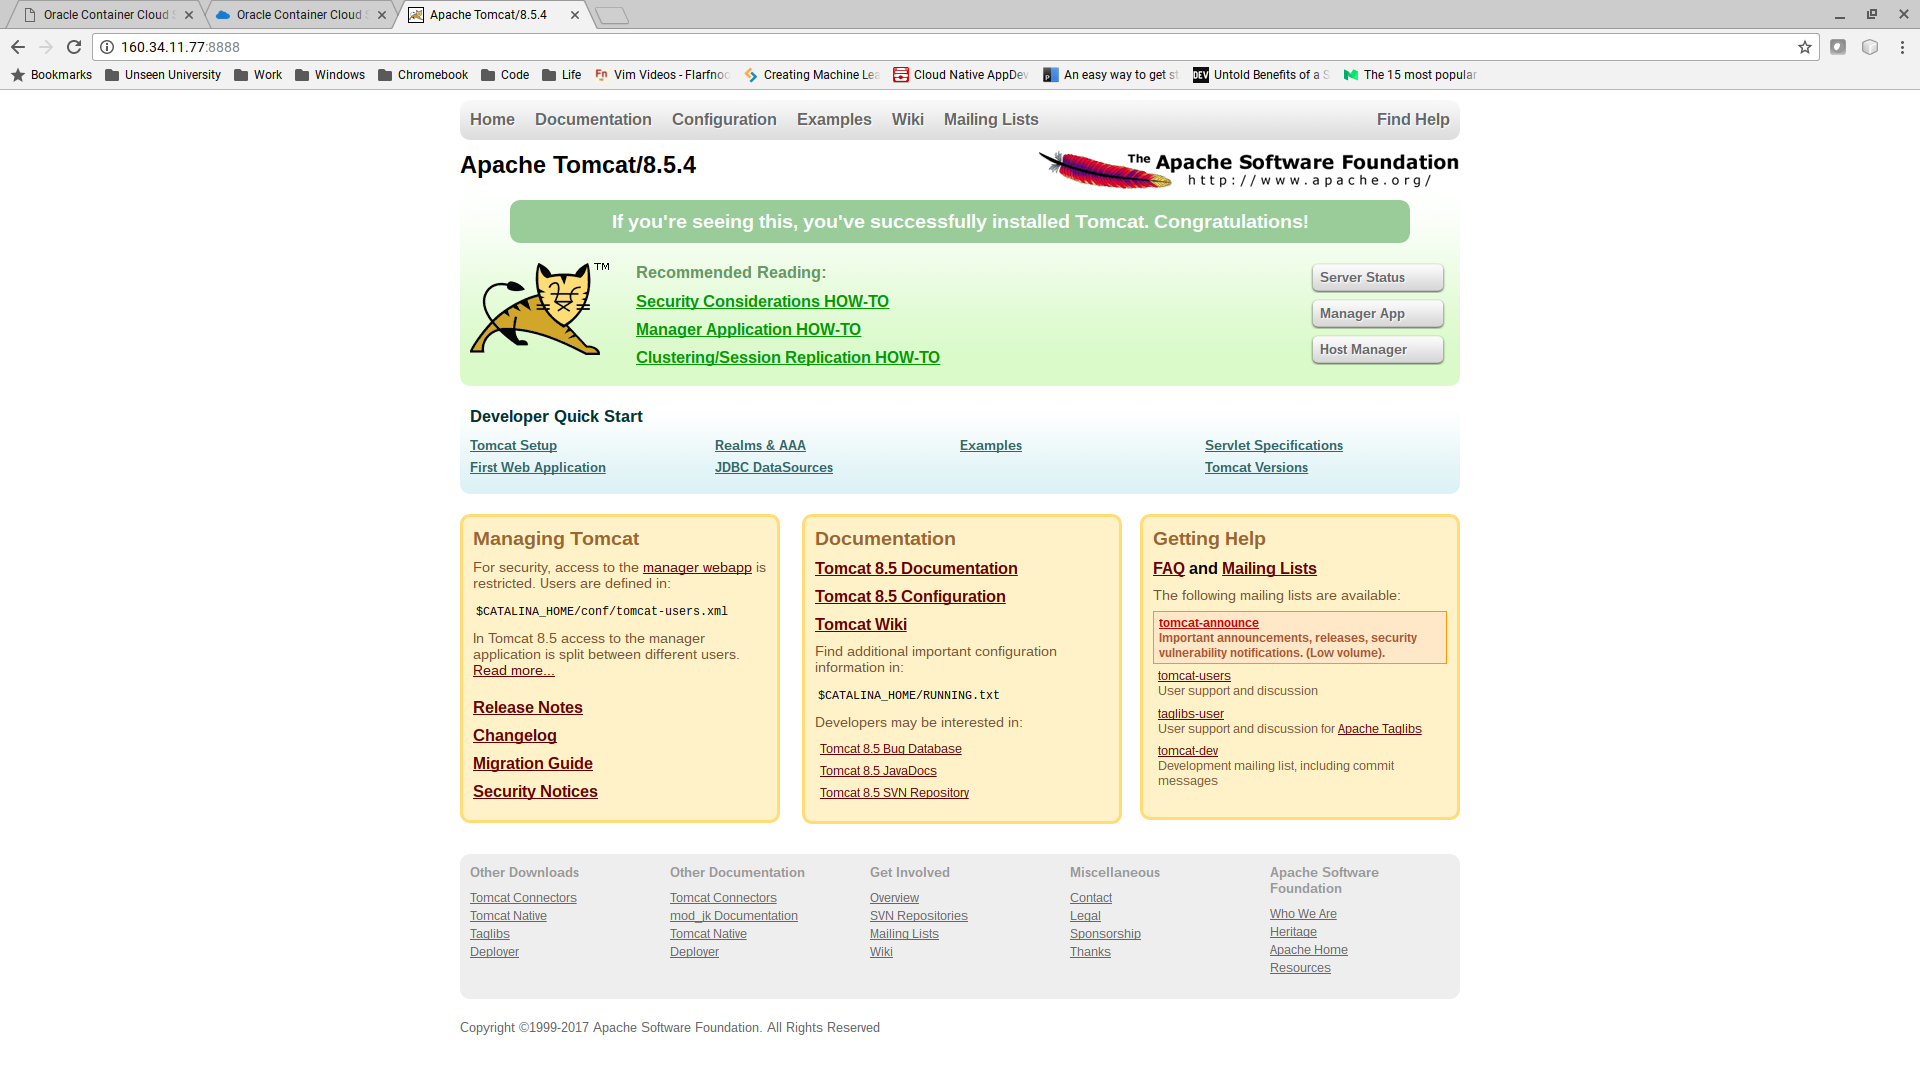 Oracle Container Cloud S
Oracle Container Cloud S
Apache Tomcat/8.5.4
160.34.11.77:8888
Bookmarks
Unseen University
Work
Windows
Chromebook
Code
Life
Fn
Vim Videos - Flarfnoo
Creating Machine Lea
Cloud Native AppDev
An easy way to get st
DEV
Untold Benefits of a S
The 15 most popular
Home
Documentation
Configuration
Examples
Wiki
Mailing Lists
Find Help
Apache Tomcat/8.5.4
The Apache Software Foundation
http://www.apache.org/
If you're seeing this, you've successfully installed Tomcat. Congratulations!
TM
Recommended Reading:
Security Considerations HOW-TO
Manager Application HOW-TO
Clustering/Session Replication HOW-TO
Server Status
Manager App
Host Manager
Developer Quick Start
Tomcat Setup
First Web Application
Realms & AAA
JDBC DataSources
Examples
Servlet Specifications
Tomcat Versions
Managing Tomcat
For security, access to the manager webapp is
restricted. Users are defined in:
$CATALINA_HOME/conf/tomcat-users.xml
In Tomcat 8.5 access to the manager
application is split between different users.
Read more...
Release Notes
Changelog
Migration Guide
Security Notices
Documentation
Tomcat 8.5 Documentation
Tomcat 8.5 Configuration
Tomcat Wiki
Find additional important configuration
information in:
$CATALINA_HOME/RUNNING.txt
Developers may be interested in:
Tomcat 8.5 Bug Database
Tomcat 8.5 JavaDocs
Tomcat 8.5 SVN Repository
Getting Help
FAQ and Mailing Lists
The following mailing lists are available:
tomcat-announce
Important announcements, releases, security
vulnerability notifications. (Low volume).
tomcat-users
User support and discussion
taglibs-user
User support and discussion for Apache Taglibs
tomcat-dev
Development mailing list, including commit
messages
Other Downloads
Tomcat Connectors
Tomcat Native
Taglibs
Deployer
Other Documentation
Tomcat Connectors
mod_jk Documentation
Tomcat Native
Deployer
Get Involved
Overview
SVN Repositories
Mailing Lists
Wiki
Miscellaneous
Contact
Legal
Sponsorship
Thanks
Apache Software
Foundation
Who We Are
Heritage
Apache Home
Resources
Copyright ©1999-2017 Apache Software Foundation. All Rights Reserved